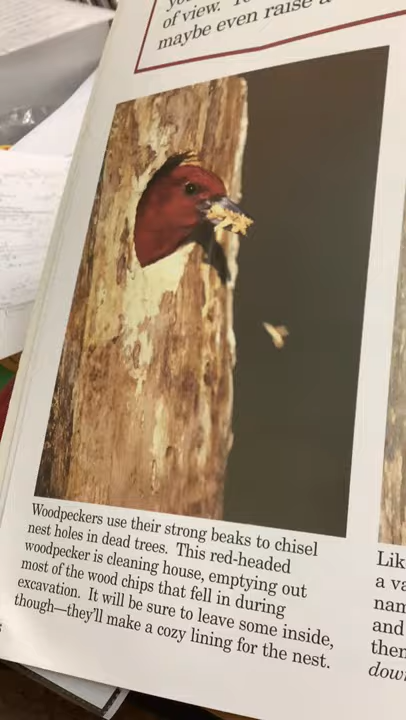 of view.
maybe even raise a
Woodpeckers use their strong beaks to chisel
nest holes in dead trees. This red-headed
woodpecker is cleaning house, emptying out
most of the wood chips that fell in during
excavation. It will be sure to leave some inside,
though—they'll make a cozy lining for the nest.
Lik
a va
nam
and
then
dow